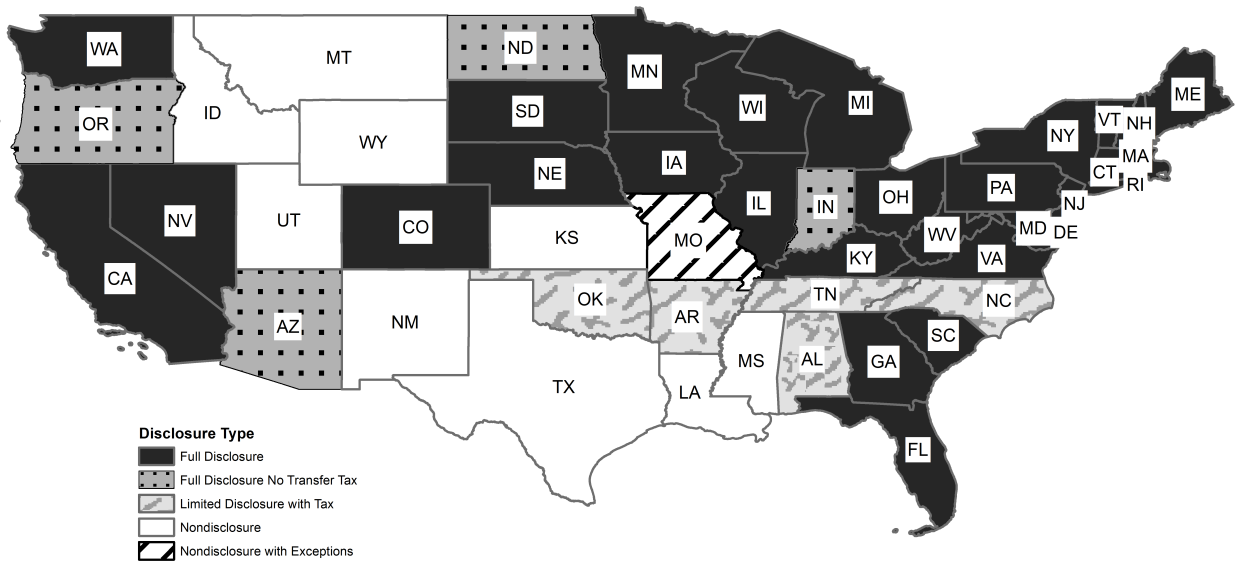 WA
MT
ND
MN
ID
OR
WY
SD
WI
MI
ME
VT
NH
NY
MA
CT
RI
IA
NE
PA
NJ
NV
UT
CO
KS
MO
IL
IN
OH
WV
MD
DE
KY
VA
CA
AZ
NM
OK
AR
TN
NC
TX
LA
MS
AL
GA
SC
FL
Disclosure Type
Full Disclosure
Full Disclosure No Transfer Tax
Limited Disclosure with Tax
Nondisclosure
Nondisclosure with Exceptions